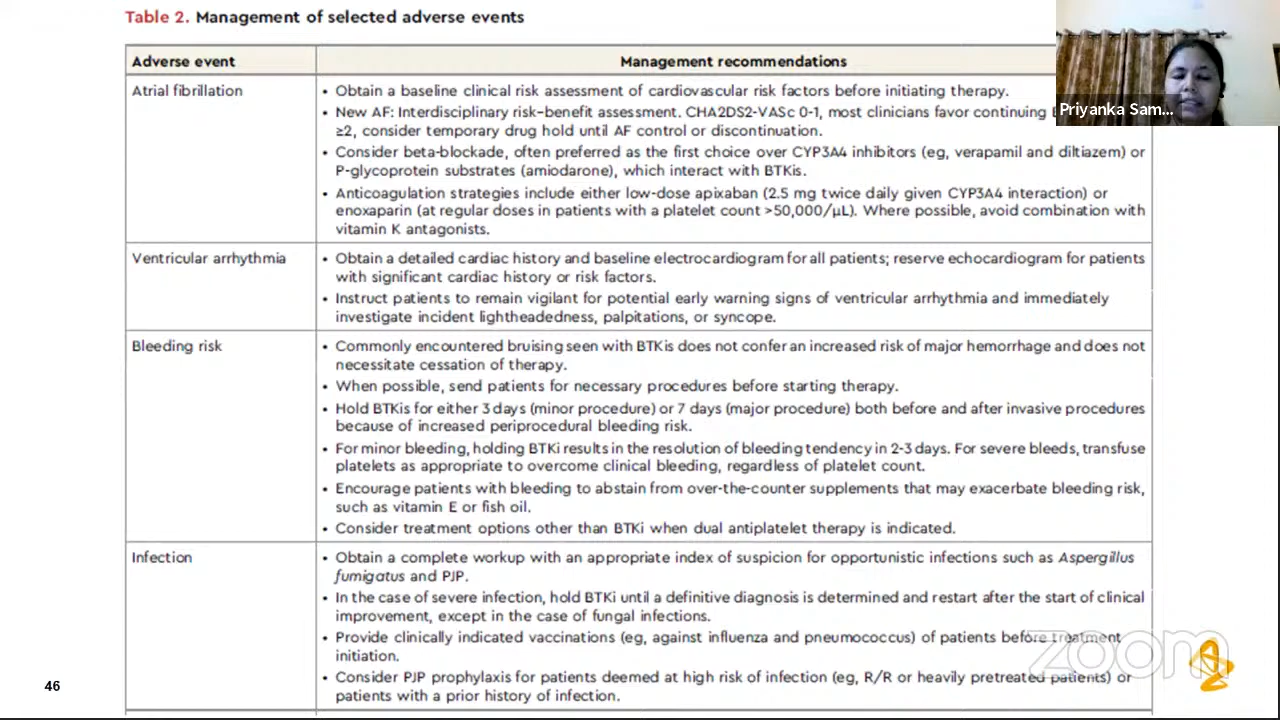 Table 2. Management of selected adverse events
Adverse event
Management recommendations
Atrial fibrillation
• Obtain a baseline clinical risk assessment of cardiovascular risk factors before initiating therapy.
• New AF: Interdisciplinary risk–benefit assessment. CHA2DS2-VASc 0-1, most clinicians favor continuing
≥2, consider temporary drug hold until AF control or discontinuation.
• Consider beta-blockade, often preferred as the first choice over CYP3A4 inhibitors (eg, verapamil and diltiazem) or
P-glycoprotein substrates (amiodarone), which interact with BTKis.
• Anticoagulation strategies include either low-dose apixaban (2.5 mg twice daily given CYP3A4 interaction) or
enoxaparin (at regular doses in patients with a platelet count >50,000/µL). Where possible, avoid combination with
vitamin K antagonists.
Ventricular arrhythmia
• Obtain a detailed cardiac history and baseline electrocardiogram for all patients; reserve echocardiogram for patients
with significant cardiac history or risk factors.
• Instruct patients to remain vigilant for potential early warning signs of ventricular arrhythmia and immediately
investigate incident lightheadedness, palpitations, or syncope.
Bleeding risk
• Commonly encountered bruising seen with BTKis does not confer an increased risk of major hemorrhage and does not
necessitate cessation of therapy.
• When possible, send patients for necessary procedures before starting therapy.
• Hold BTKis for either 3 days (minor procedure) or 7 days (major procedure) both before and after invasive procedures
because of increased periprocedural bleeding risk.
• For minor bleeding, holding BTKi results in the resolution of bleeding tendency in 2-3 days. For severe bleeds, transfuse
platelets as appropriate to overcome clinical bleeding, regardless of platelet count.
• Encourage patients with bleeding to abstain from over-the-counter supplements that may exacerbate bleeding risk,
such as vitamin E or fish oil.
• Consider treatment options other than BTKi when dual antiplatelet therapy is indicated.
Infection
• Obtain a complete workup with an appropriate index of suspicion for opportunistic infections such as Aspergillus
fumigatus and PJP.
• In the case of severe infection, hold BTKi until a definitive diagnosis is determined and restart after the start of clinical
improvement, except in the case of fungal infections.
• Provide clinically indicated vaccinations (eg, against influenza and pneumococcus) of patients before treatment
initiation.
• Consider PJP prophylaxis for patients deemed at high risk of infection (eg, R/R or heavily pretreated patients) or
patients with a prior history of infection.
46
Priyanka Sam...
zoom